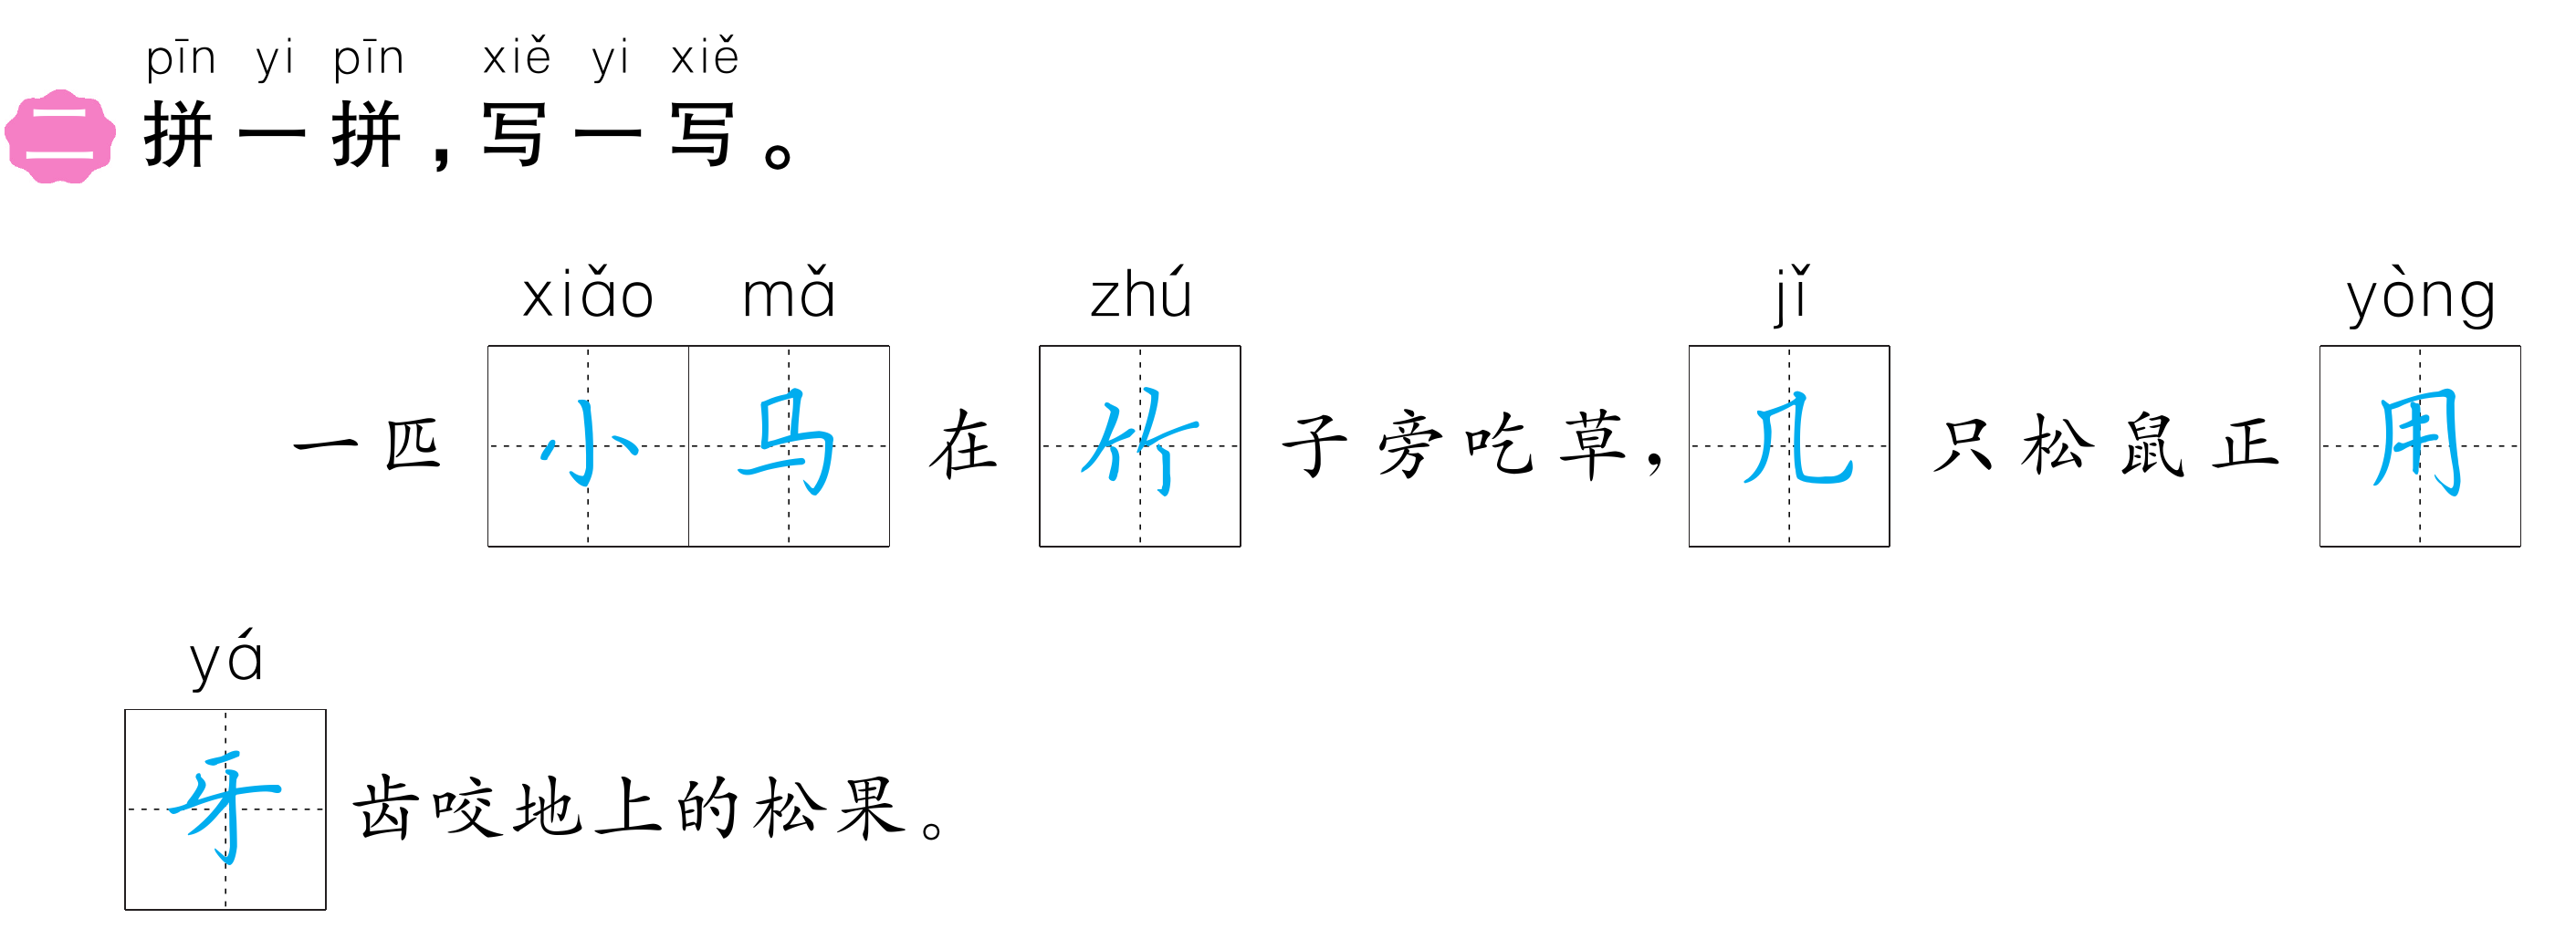 pīn yi pīn xiě yi xiě
二 拼一拼，写一写。
xiǎo mǎ zhú jǐ yòng
一匹小马在竹子旁吃草，几只松鼠正用
yá
牙齿咬地上的松果。